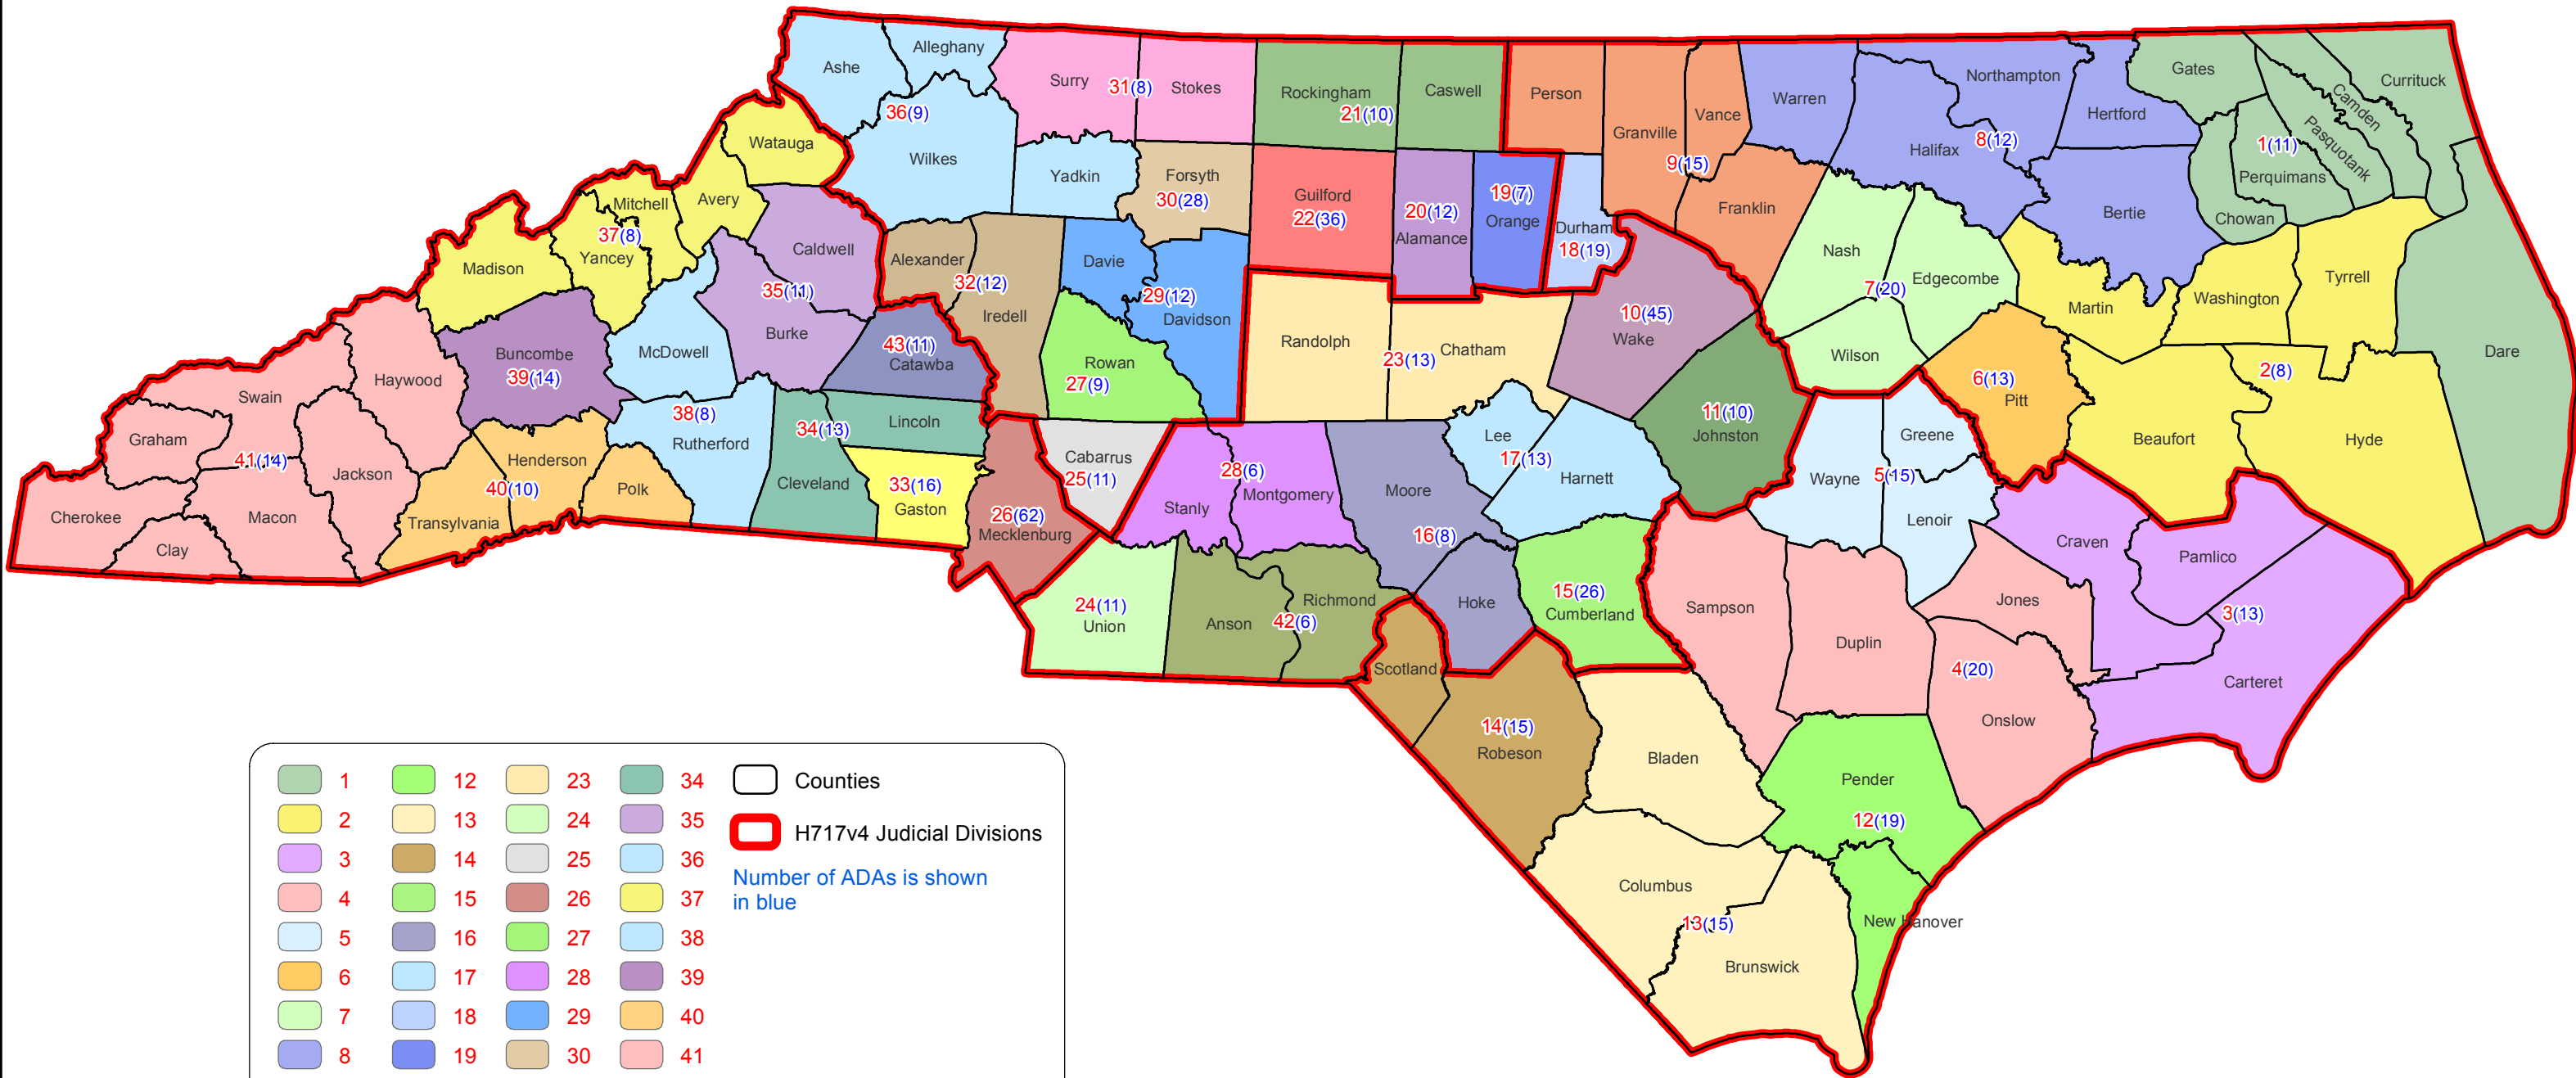 Ashe
Alleghany
36(9)
Wilkes
Surry
31(8)
Stokes
Rockingham
21(10)
Caswell
Person
Granville
Vance
9(15)
Franklin
Warren
Northampton
Halifax
8(12)
Hertford
Bertie
Gates
Currituck
Camden
Pasquotank
1(11)
Perquimans
Chowan
Watauga
Avery
Mitchell
37(8)
Yancey
Madison
Yadkin
Forsyth
30(28)
Guilford
22(36)
20(12)
Alamance
19(7)
Orange
Durham
18(19)
Nash
Edgecombe
7(20)
Wilson
Martin
Washington
Tyrrell
Dare
Caldwell
35(11)
Burke
Alexander
32(12)
Iredell
Davie
29(12)
Davidson
Randolph
23(13)
Chatham
10(45)
Wake
McDowell
43(11)
Catawba
Rowan
27(9)
Buncombe
39(14)
Haywood
Swain
Graham
41(14)
Jackson
Cherokee
Macon
Clay
Henderson
40(10)
Transylvania
Polk
38(8)
Rutherford
34(13)
Lincoln
Cleveland
33(16)
Gaston
26(62)
Mecklenburg
Cabarrus
25(11)
28(6)
Stanly
Montgomery
Moore
16(8)
Lee
17(13)
Harnett
11(10)
Johnston
Wayne
Greene
5(15)
Lenoir
6(13)
Pitt
Beaufort
2(8)
Hyde
Craven
Pamlico
3(13)
Carteret
Jones
24(11)
Union
Anson
Richmond
42(6)
Scotland
Hoke
15(26)
Cumberland
Sampson
Duplin
4(20)
Onslow
14(15)
Robeson
Bladen
Pender
12(19)
Columbus
13(15)
Brunswick
New Hanover
1 12 23 34 Counties
2 13 24 35 H717v4 Judicial Divisions
3 14 25 36 Number of ADAs is shown
4 15 26 37 in blue
5 16 27 38
6 17 28 39
7 18 29 40
8 19 30 41